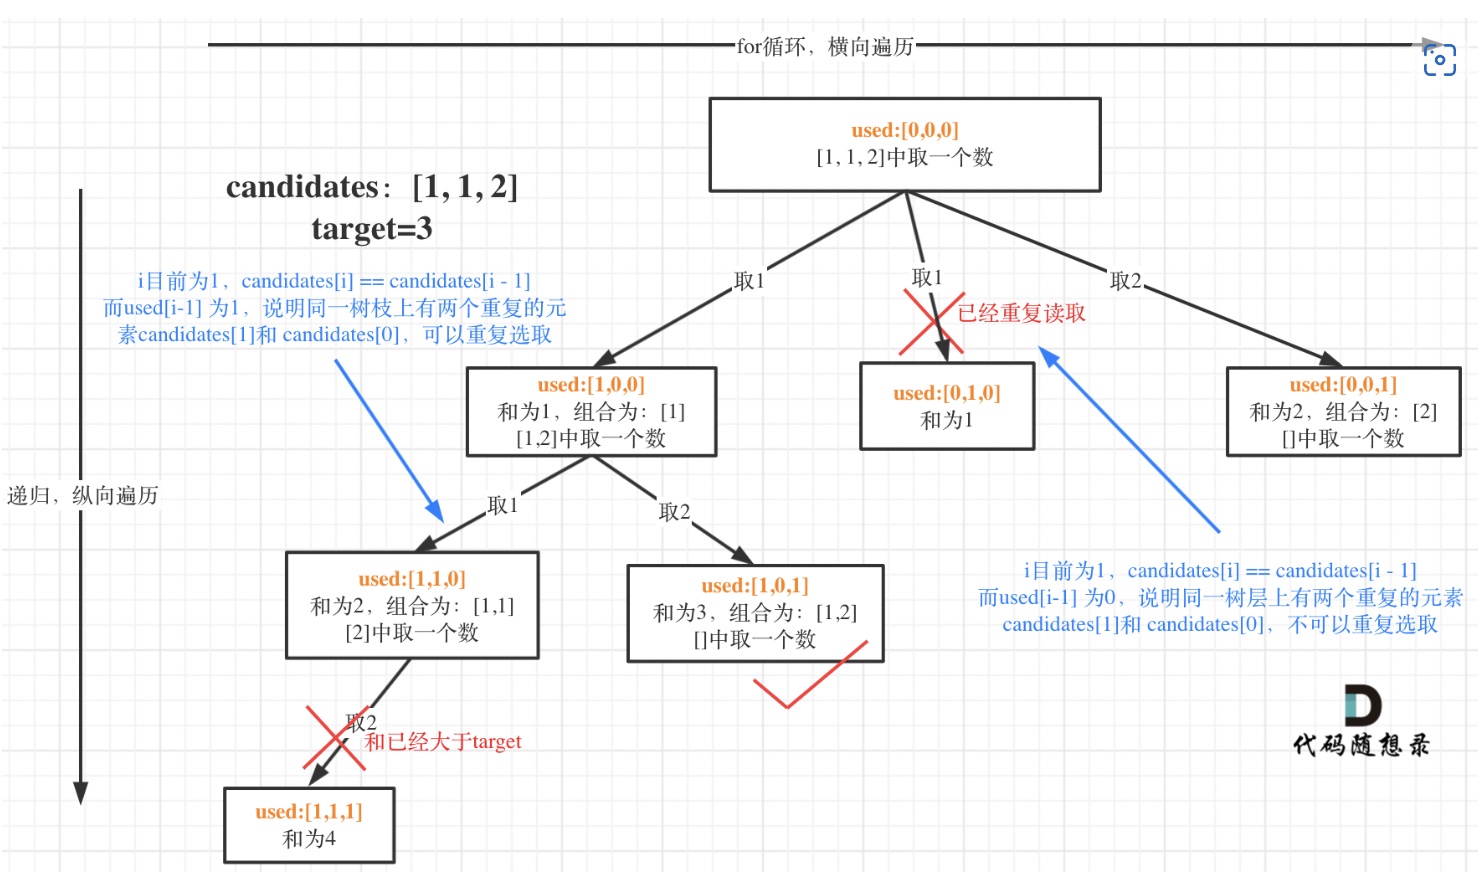 for循环，横向遍历
used:[0,0,0]
[1, 1, 2]中取一个数
candidates：[1, 1, 2]
target=3
i目前为1，candidates[i] == candidates[i - 1]
而used[i-1] 为1，说明同一树枝上有两个重复的元
素candidates[1]和 candidates[0]，可以重复选取
取1
取1
取2
已经重复读取
used:[1,0,0]
和为1，组合为：[1]
[1,2]中取一个数
used:[0,1,0]
和为1
used:[0,0,1]
和为2，组合为：[2]
[]中取一个数
递归，纵向遍历
取1
取2
used:[1,1,0]
和为2，组合为：[1,1]
[2]中取一个数
used:[1,0,1]
和为3，组合为：[1,2]
[]中取一个数
i目前为1，candidates[i] == candidates[i - 1]
而used[i-1] 为0，说明同一树层上有两个重复的元素
candidates[1]和 candidates[0]，不可以重复选取
取2
和已经大于target
used:[1,1,1]
和为4
代码随想录